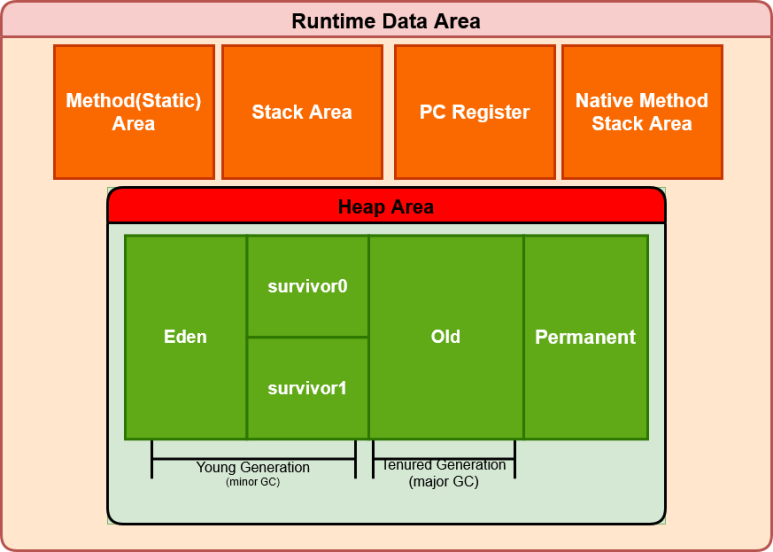 Runtime Data Area
Method(Static)
Area
Stack Area
PC Register
Native Method
Stack Area
Heap Area
Eden
survivor0
survivor1
Old
Permanent
Young Generation
(minor GC)
Tenured Generation
(major GC)